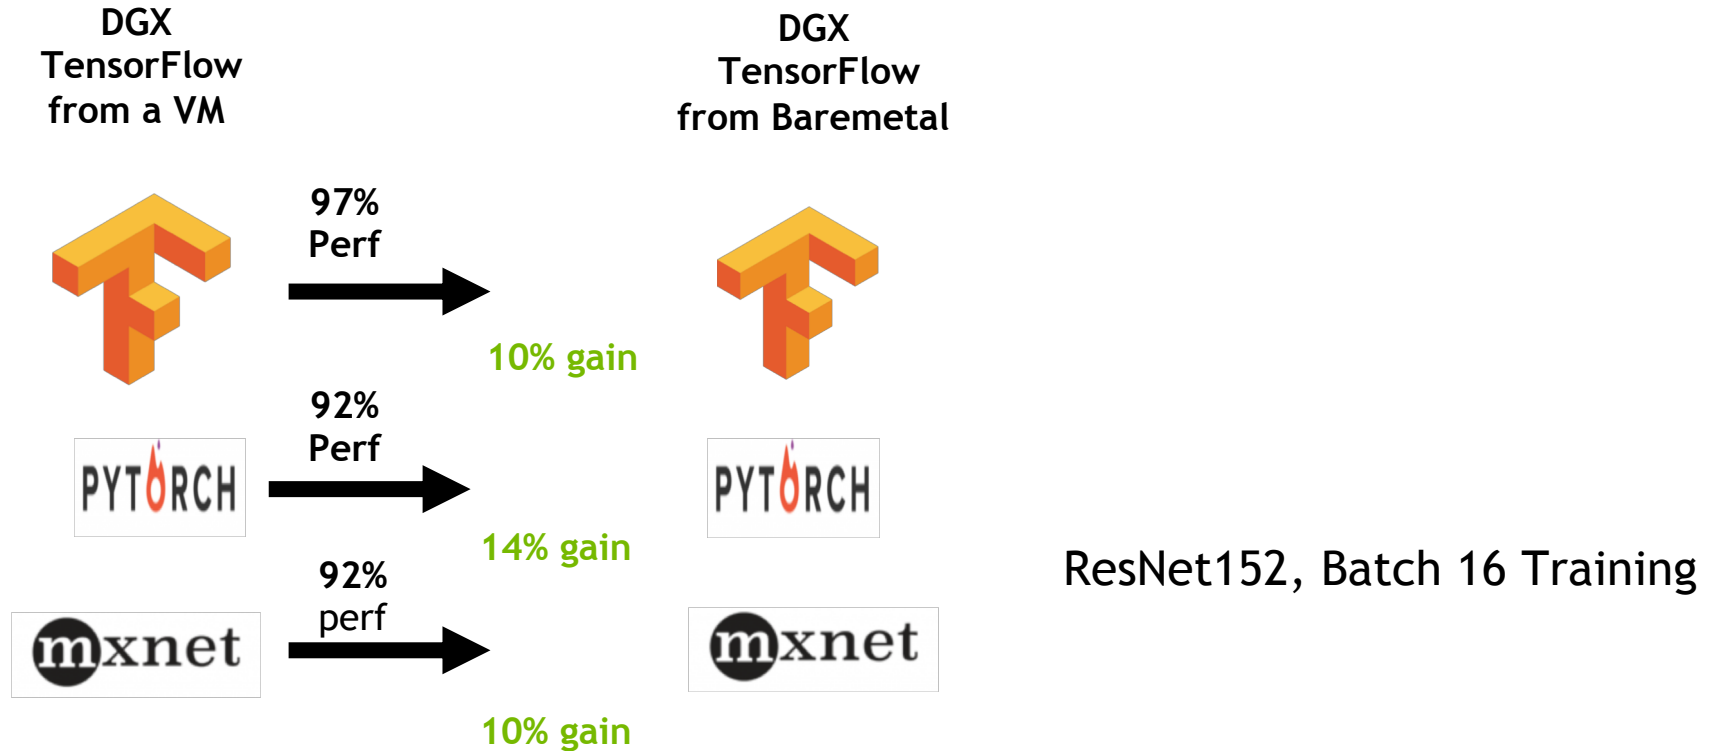 DGX
TensorFlow
from a VM
DGX
TensorFlow
from Baremetal
97%
Perf
10% gain
92%
Perf
PYTORCH
PYTORCH
14% gain
ResNet152, Batch 16 Training
92%
perf
mxnet
mxnet
10% gain